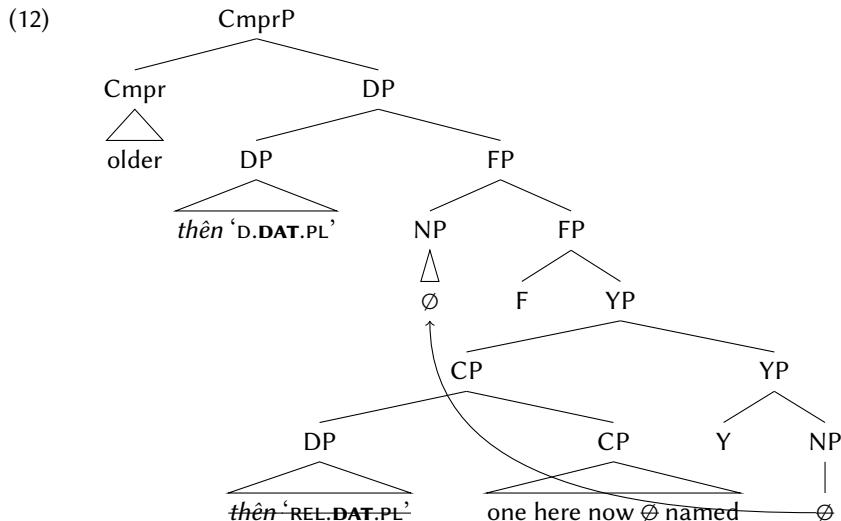 (12) CmprP
Cmpr DP
older DP FP
thên ‘D.DAT.PL’ NP FP
∅ F YP
CP YP
DP CP Y NP
thên ‘REL.DAT.PL’ one here now ∅ named ∅